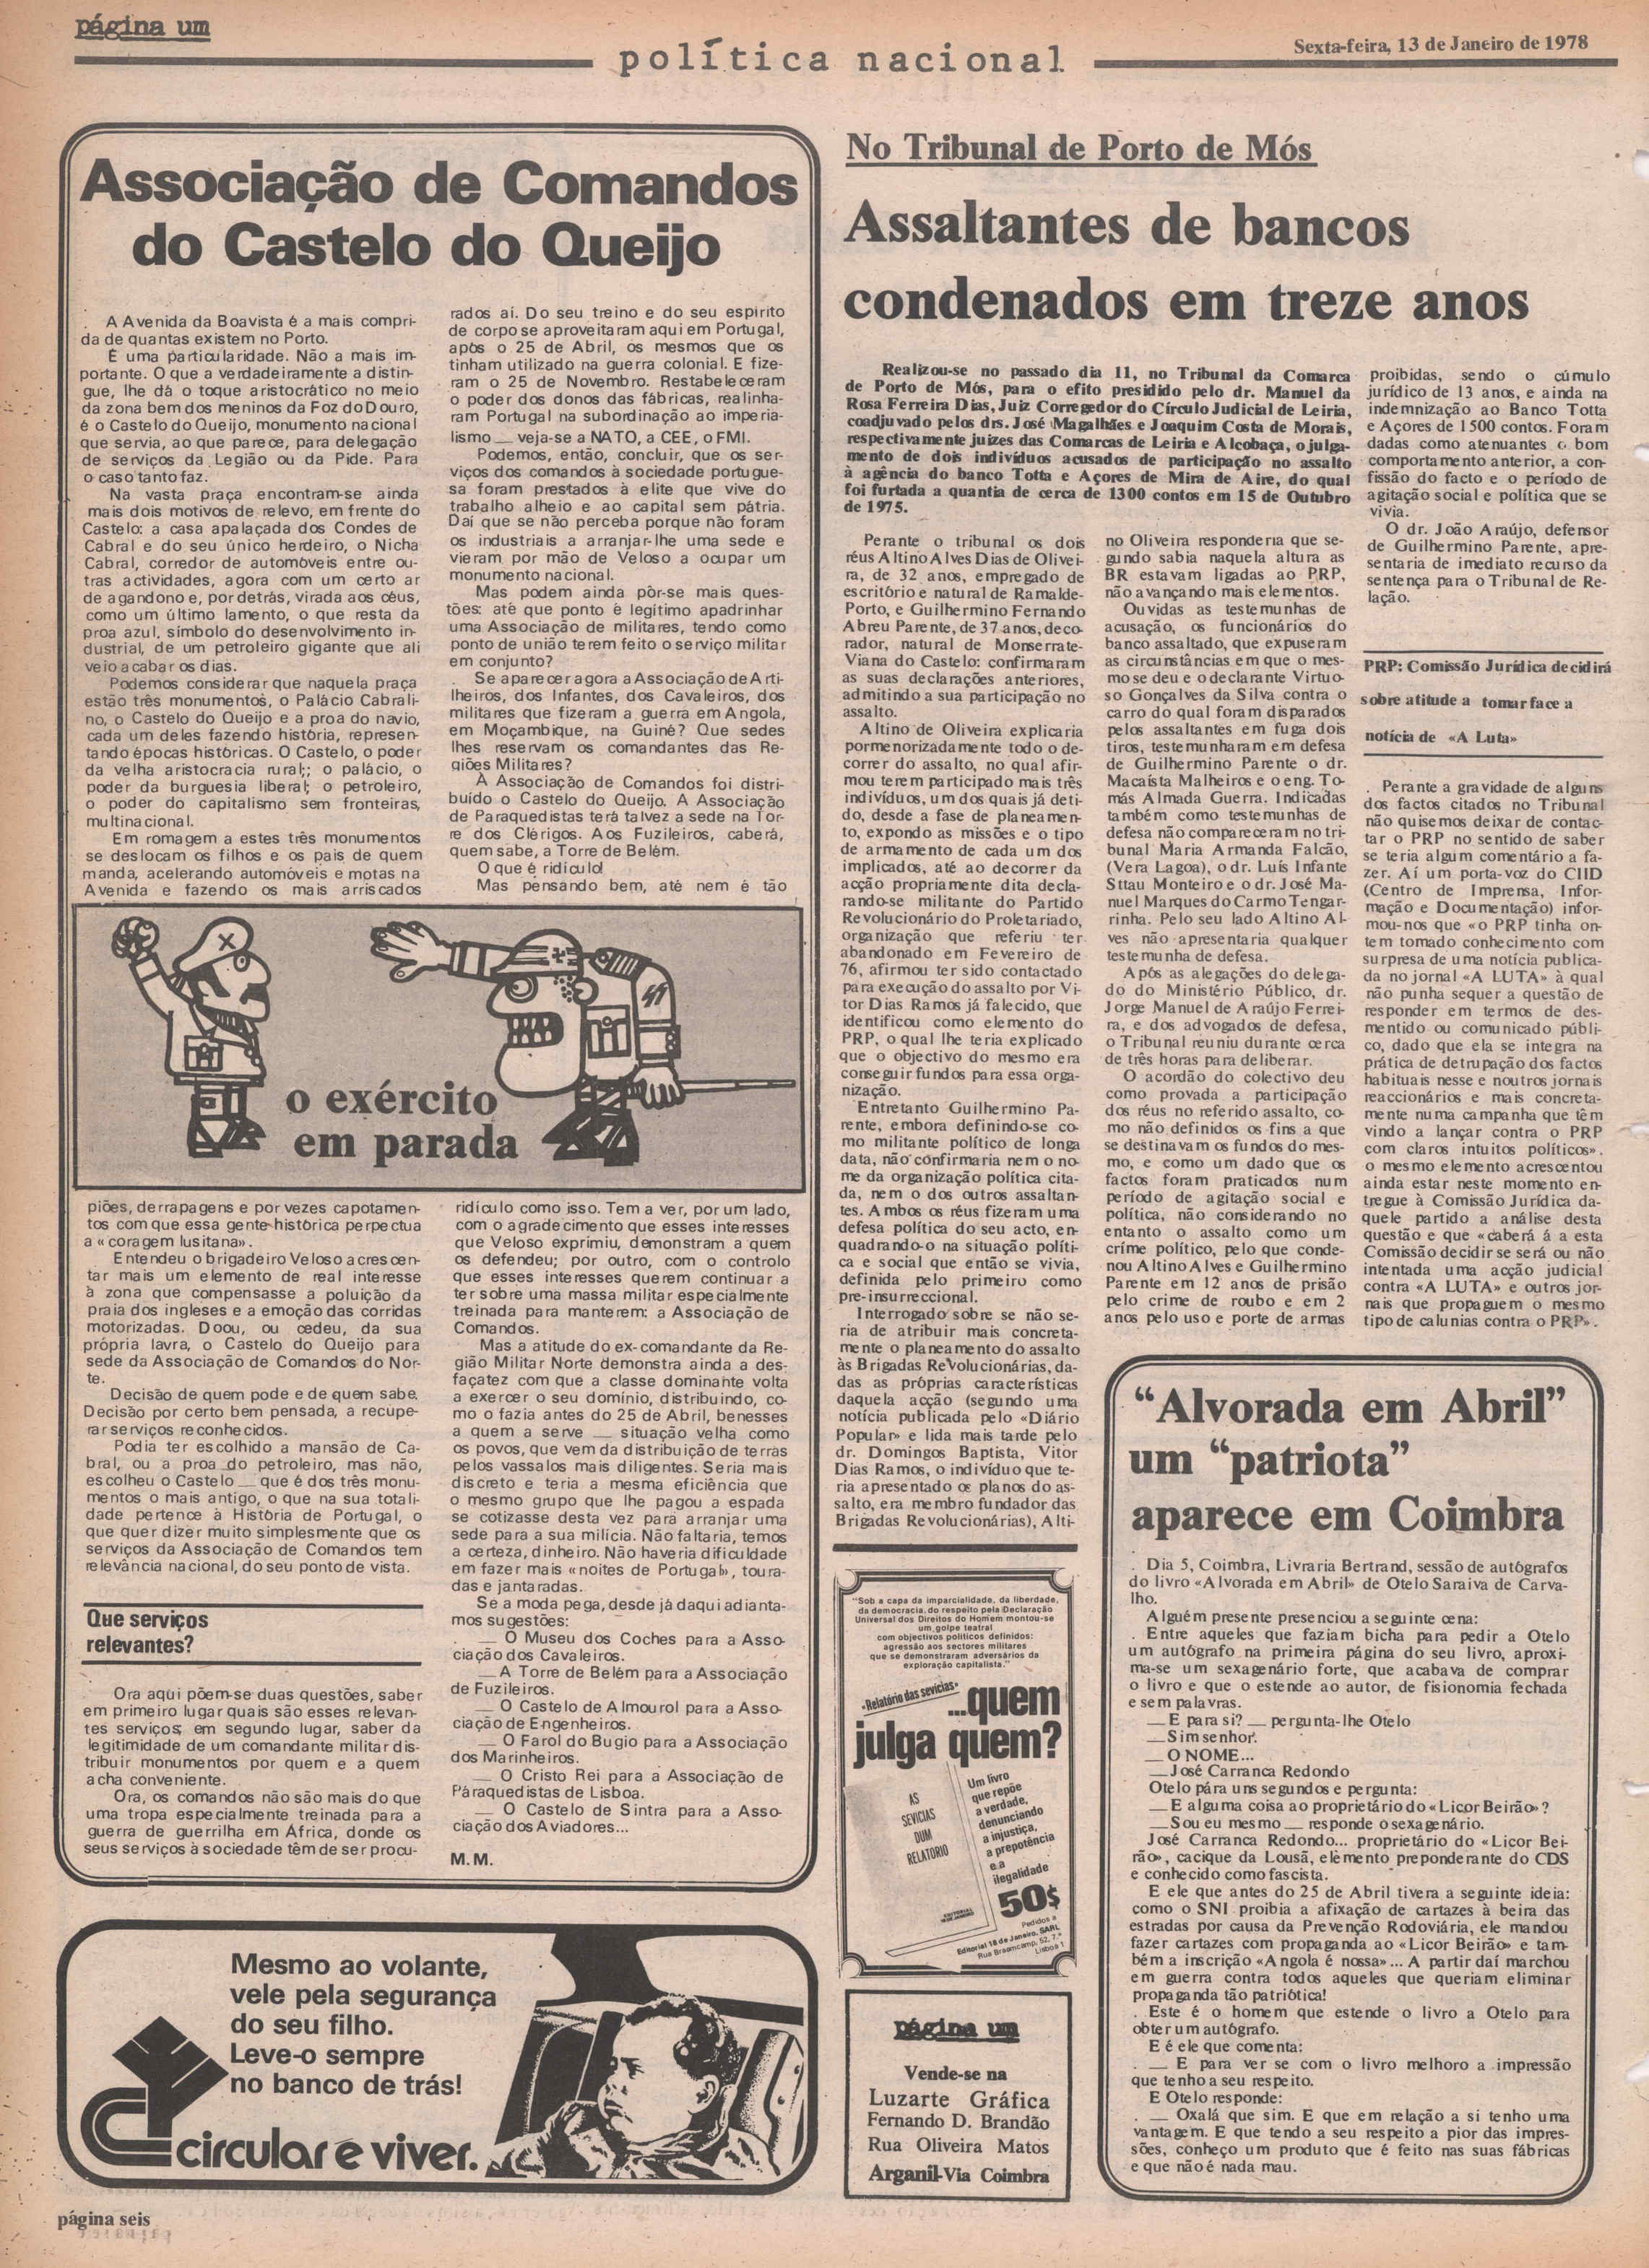 página um
política nacional
Sexta-feira, 13 de Janeiro de 1978
Associação de Comandos
do Castelo do Queijo
A Avenida da Boavista é a mais compri-
da de quantas existem no Porto.
É uma particularidade. Não a mais im-
portante. O que a verdadeiramente a distin-
gue, lhe dá o toque aristocrático no meio
da zona bem dos meninos da Foz do Douro,
é o Castelo do Queijo, monumento nacional
que servia, ao que parece, para delegação
de serviços da Legião ou da Pide. Para
o caso tanto faz.
Na vasta praça encontram-se ainda
mais dois motivos de relevo, em frente do
Castelo: a casa apalaçada dos Condes de
Cabral e do seu único herdeiro, o Nicha
Cabral, corredor de automóveis entre ou-
tras actividades, agora com um certo ar
de agandono e, por detrás, virada aos céus,
como um último lamento, o que resta da
proa azul, símbolo do desenvolvimento in-
dustrial, de um petroleiro gigante que ali
veio acabar os dias.
Podemos considerar que naquela praça
estão três monumentos, o Palácio Cabrali-
no, o Castelo do Queijo e a proa do navio,
cada um deles fazendo história, represen-
tando épocas históricas. O Castelo, o poder
da velha aristocracia rural;; o palácio, o
poder da burguesia liberal; o petroleiro,
o poder do capitalismo sem fronteiras,
multinacional.
Em romagem a estes três monumentos
se deslocam os filhos e os pais de quem
manda, acelerando automóveis e motas na
Avenida e fazendo os mais arriscados
rados aí. Do seu treino e do seu espírito
de corpo se aproveitaram aqui em Portugal,
após o 25 de Abril, os mesmos que os
tinham utilizado na guerra colonial. E fize-
ram o 25 de Novembro. Restabeleceram
o poder dos donos das fábricas, realinha-
ram Portugal na subordinação ao imperia-
lismo — veja-se a NATO, a CEE, o FMI.
Podemos, então, concluir, que os ser-
viços dos comandos à sociedade portugue-
sa foram prestados à elite que vive do
trabalho alheio e ao capital sem pátria.
Daí que se não perceba porque não foram
os industriais a arranjar-lhe uma sede e
vieram por mão de Veloso a ocupar um
monumento nacional.
Mas podem ainda pôr-se mais ques-
tões: até que ponto é legítimo apadrinhar
uma Associação de militares, tendo como
ponto de união terem feito o serviço militar
em conjunto?
Se aparecer agora a Associação de Arti-
lheiros, dos Infantes, dos Cavaleiros, dos
militares que fizeram a guerra em Angola,
em Moçambique, na Guiné? Que sedes
lhes reservam os comandantes das Re-
giões Militares?
À Associação de Comandos foi distri-
buído o Castelo do Queijo. A Associação
de Paraquedistas terá talvez a sede na Tor-
re dos Clérigos. Aos Fuzileiros, caberá,
quem sabe, a Torre de Belém.
O que é ridículo!
Mas pensando bem, até nem é tão
o exército
em parada
piões, derrapagens e por vezes capotamen-
tos com que essa gente histórica perpectua
a «coragem lusitana».
Entendeu o brigadeiro Veloso acrescen-
tar mais um elemento de real interesse
à zona que compensasse a poluição da
praia dos ingleses e a emoção das corridas
motorizadas. Doou, ou cedeu, da sua
própria lavra, o Castelo do Queijo para
sede da Associação de Comandos do Nor-
te.
Decisão de quem pode e de quem sabe.
Decisão por certo bem pensada, a recupe-
rar serviços reconhecidos.
Podia ter escolhido a mansão de Ca-
bral, ou a proa do petroleiro, mas não,
escolheu o Castelo — que é dos três monu-
mentos o mais antigo, o que na sua totali-
dade pertence à História de Portugal, o
que quer dizer muito simplesmente que os
serviços da Associação de Comandos tem
relevância nacional, do seu ponto de vista.
Que serviços
relevantes?
Ora aqui põem-se duas questões, saber
em primeiro lugar quais são esses relevan-
tes serviços; em segundo lugar, saber da
legitimidade de um comandante militar dis-
tribuir monumentos por quem e a quem
acha conveniente.
Ora, os comandos não são mais do que
uma tropa especialmente treinada para a
guerra de guerrilha em África, donde os
seus serviços à sociedade têm de ser procu-
ridículo como isso. Tem a ver, por um lado,
com o agradecimento que esses interesses
que Veloso exprimiu, demonstram a quem
os defendeu; por outro, com o controlo
que esses interesses querem continuar a
ter sobre uma massa militar especialmente
treinada para manterem: a Associação de
Comandos.
Mas a atitude do ex-comandante da Re-
gião Militar Norte demonstra ainda a des-
façatez com que a classe dominante volta
a exercer o seu domínio, distribuindo, co-
mo o fazia antes do 25 de Abril, benesses
a quem a serve — situação velha como
os povos, que vem da distribuição de terras
pelos vassalos mais diligentes. Seria mais
discreto e teria a mesma eficiência que
o mesmo grupo que lhe pagou a espada
se cotizasse desta vez para arranjar uma
sede para a sua milícia. Não faltaria, temos
a certeza, dinheiro. Não haveria dificuldade
em fazer mais «noites de Portugal», toura-
das e jantaradas.
Se a moda pega, desde já daqui adianta-
mos sugestões:
— O Museu dos Coches para a Asso-
ciação dos Cavaleiros.
— A Torre de Belém para a Associação
de Fuzileiros.
— O Castelo de Almourol para a Asso-
ciação de Engenheiros.
— O Farol do Bugio para a Associação
dos Marinheiros.
— O Cristo Rei para a Associação de
Páraquedistas de Lisboa.
— O Castelo de Sintra para a Asso-
ciação dos Aviadores...
M.M.
Mesmo ao volante,
vele pela segurança
do seu filho.
Leve-o sempre
no banco de trás!
circular é viver.
página seis
No Tribunal de Porto de Mós
Assaltantes de bancos
condenados em treze anos
Realizou-se no passado dia 11, no Tribunal da Comarca
de Porto de Mós, para o efito presidido pelo dr. Manuel da
Rosa Ferreira Dias, Juiz Corregedor do Círculo Judicial de Leiria,
coadjuvado pelos drs. José Magalhães e Joaquim Costa de Morais,
respectivamente juizes das Comarcas de Leiria e Alcobaça, o julga-
mento de dois indivíduos acusados de participação no assalto
à agência do banco Totta e Açores de Mira de Aire, do qual
foi furtada a quantia de cerca de 1300 contos em 15 de Outubro
de 1975.
Perante o tribunal os dois
réus Altino Alves Dias de Olivei-
ra, de 32 anos, empregado de
escritório e natural de Ramalde-
Porto, e Guilhermino Fernando
Abreu Parente, de 37 anos, deco-
rador, natural de Monserrate-
Viana do Castelo: confirmaram
as suas declarações anteriores,
admitindo a sua participação no
assalto.
Altino de Oliveira explicaria
pormenorizadamente todo o de-
correr do assalto, no qual afir-
mou terem participado mais três
indivíduos, um dos quais já deti-
do, desde a fase de planeamen-
to, expondo as missões e o tipo
de armamento de cada um dos
implicados, até ao decorrer da
acção propriamente dita decla-
rando-se militante do Partido
Revolucionário do Proletariado,
organização que referiu ter
abandonado em Fevereiro de
76, afirmou ter sido contactado
para execução do assalto por Vi-
tor Dias Ramos já falecido, que
identificou como elemento do
PRP, o qual lhe teria explicado
que o objectivo do mesmo era
conseguir fundos para essa orga-
nização.
Entretanto Guilhermino Pa-
rente, embora definindo-se co-
mo militante político de longa
data, não confirmaria nem o no-
me da organização política cita-
da, nem o dos outros assaltan-
tes. Ambos os réus fizeram uma
defesa política do seu acto, en-
quadrando-o na situação políti-
ca e social que então se vivia,
definida pelo primeiro como
pre-insurreccional.
Interrogado sobre se não se-
ria de atribuir mais concreta-
mente o planeamento do assalto
às Brigadas Revolucionárias, da-
das as próprias características
daquela acção (segundo uma
notícia publicada pelo «Diário
Popular» e lida mais tarde pelo
dr. Domingos Baptista, Vitor
Dias Ramos, o indivíduo que te-
ria apresentado os planos do as-
salto, era membro fundador das
Brigadas Revolucionárias), Alti-
no Oliveira responderia que se-
gundo sabia naquela altura as
BR estavam ligadas ao PRP,
não avançando mais elementos.
Ouvidas as testemunhas de
acusação, os funcionários do
banco assaltado, que expuseram
as circunstâncias em que o mes-
mo se deu e o declarante Virtuo-
so Gonçalves da Silva contra o
carro do qual foram disparados
pelos assaltantes em fuga dois
tiros, testemunharam em defesa
de Guilhermino Parente o dr.
Macaísta Malheiros e o eng. To-
más Almada Guerra. Indicadas
também como testemunhas de
defesa não compareceram no tri-
bunal Maria Armanda Falcão,
(Vera Lagoa), o dr. Luís Infante
Sttau Monteiro e o dr. José Ma-
nuel Marques do Carmo Tengar-
rinha. Pelo seu lado Altino Al-
ves não apresentaria qualquer
testemunha de defesa.
Após as alegações do delega-
do do Ministério Público, dr.
Jorge Manuel de Araújo Ferrei-
ra, e dos advogados de defesa,
o Tribunal reuniu durante cerca
de três horas para deliberar.
O acordão do colectivo deu
como provada a participação
dos réus no referido assalto, co-
mo não definidos os fins a que
se destinavam os fundos do mes-
mo, e como um dado que os
factos foram praticados num
período de agitação social e
política, não considerando no
entanto o assalto como um
críme político, pelo que conde-
nou Altino Alves e Guilhermino
Parente em 12 anos de prisão
pelo crime de roubo e em 2
anos pelo uso e porte de armas
proibidas, sendo o cúmulo
jurídico de 13 anos, e ainda na
indemnização ao Banco Totta
e Açores de 1500 contos. Foram
dadas como atenuantes o bom
comportamento anterior, a con-
fissão do facto e o período de
agitação social e política que se
vivia.
O dr. João Araújo, defensor
de Guilhermino Parente, apre-
sentaria de imediato recurso da
sentença para o Tribunal de Re-
lação.
PRP: Comissão Jurídica decidirá
sobre atitude a tomar face a
notícia de «A Luta»
Perante a gravidade de alguns
dos factos citados no Tribunal
não quisemos deixar de contac-
tar o PRP no sentido de saber
se teria algum comentário a fa-
zer. Aí um porta-voz do CIID
(Centro de Imprensa, Infor-
mação e Documentação) infor-
mou-nos que «o PRP tinha on-
tem tomado conhecimento com
surpresa de uma notícia publica-
da no jornal «A LUTA» à qual
não punha sequer a questão de
responder em termos de des-
mentido ou comunicado públi-
co, dado que ela se integra na
prática de detrupação dos factos
habituais nesse e noutros jornais
reaccionários e mais concreta-
mente numa campanha que têm
vindo a lançar contra o PRP
com claros intuitos políticos».
o mesmo elemento acrescentou
ainda estar neste momento en-
tregue à Comissão Jurídica da-
quele partido a análise desta
questão e que «caberá á a esta
Comissão decidir se será ou não
intentada uma acção judicial
contra «A LUTA» e outros jor-
nais que propaguem o mesmo
tipo de calunias contra o PRP».
"Sob a capa da imparcialidade, da liberdade,
da democracia, do respeito pela Declaração
Universal dos Direitos do Homem montou-se
um golpe teatral
com objectivos políticos definidos:
agressão aos sectores militares
que se demonstraram adversários da
exploração capitalista."
«Relatório das sevícias»
...quem
julga quem?
AS
SEVICIAS
DUM
RELATORIO
Um livro
que repõe
a verdade,
denunciando
a injustiça,
a prepotência
e a
ilegalidade
50$
Pedidos a
Editorial 18 de Janeiro, SARL
Rua Braamcamp, 52, 7.º
Lisboa 1
página um
Vende-se na
Luzarte Gráfica
Fernando D. Brandão
Rua Oliveira Matos
Arganil-Via Coimbra
"Alvorada em Abril"
um "patriota"
aparece em Coimbra
Dia 5, Coimbra, Livraria Bertrand, sessão de autógrafos
do livro «Alvorada em Abril» de Otelo Saraiva de Carva-
lho.
Alguém presente presenciou a seguinte cena:
Entre aqueles que faziam bicha para pedir a Otelo
um autógrafo na primeira página do seu livro, aproxi-
ma-se um sexagenário forte, que acabava de comprar
o livro e que o estende ao autor, de fisionomia fechada
e sem palavras.
— E para si? — pergunta-lhe Otelo
— Sim senhor.
— O NOME...
— José Carranca Redondo
Otelo pára uns segundos e pergunta:
— E alguma coisa ao proprietário do «Licor Beirão»?
— Sou eu mesmo — responde o sexagenário.
José Carranca Redondo... proprietário do «Licor Bei-
rão», cacique da Lousã, elemento preponderante do CDS
e conhecido como fascista.
E ele que antes do 25 de Abril tivera a seguinte ideia:
como o SNI proibia a afixação de cartazes à beira das
estradas por causa da Prevenção Rodoviária, ele mandou
fazer cartazes com propaganda ao «Licor Beirão» e tam-
bém a inscrição «Angola é nossa»... A partir daí marchou
em guerra contra todos aqueles que queriam eliminar
propaganda tão patriótica!
Este é o homem que estende o livro a Otelo para
obter um autógrafo.
E é ele que comenta:
— E para ver se com o livro melhoro a impressão
que tenho a seu respeito.
E Otelo responde:
— Oxalá que sim. E que em relação a si tenho uma
vantagem. E que tendo a seu respeito a pior das impres-
sões, conheço um produto que é feito nas suas fábricas
e que não é nada mau.